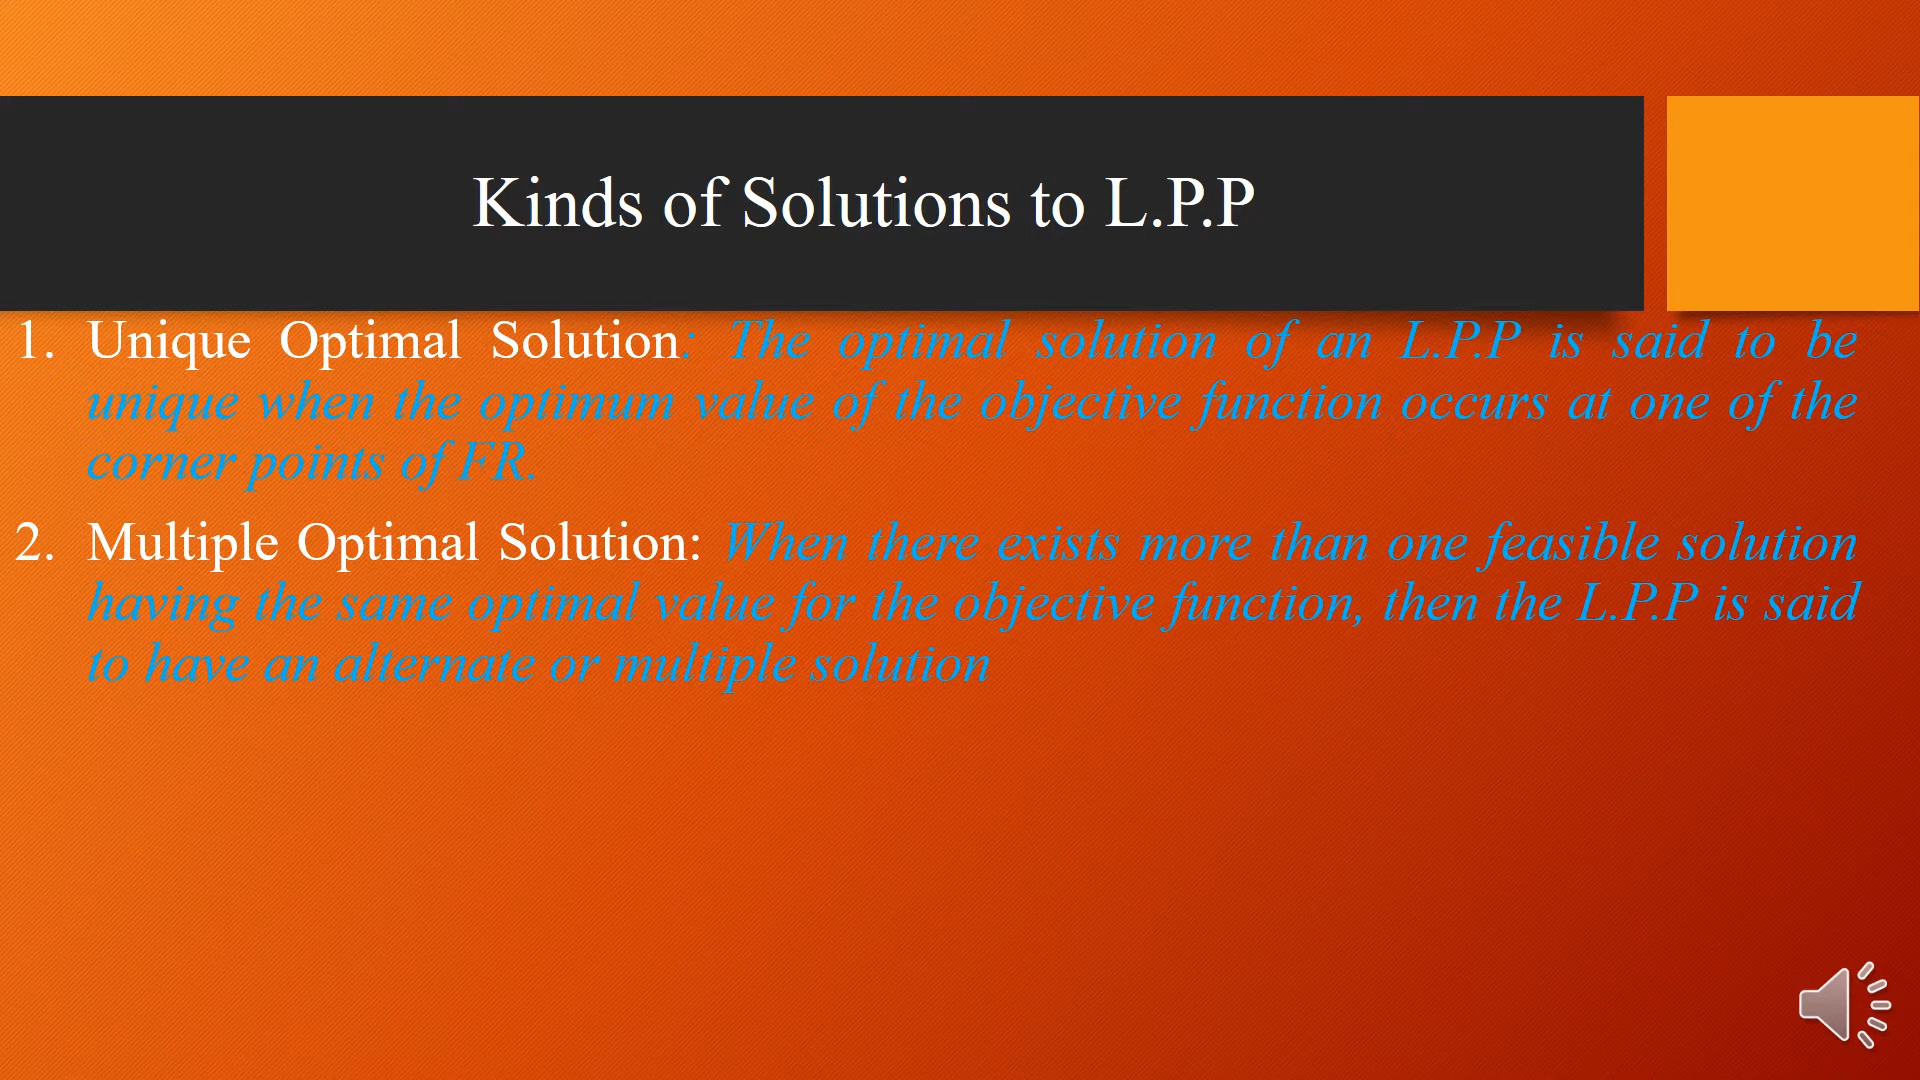 Kinds of Solutions to L.P.P
1. Unique Optimal Solution: The optimal solution of an L.P.P is said to be
unique when the optimum value of the objective function occurs at one of the
corner points of FR.
2. Multiple Optimal Solution: When there exists more than one feasible solution
having the same optimal value for the objective function, then the L.P.P is said
to have an alternate or multiple solution